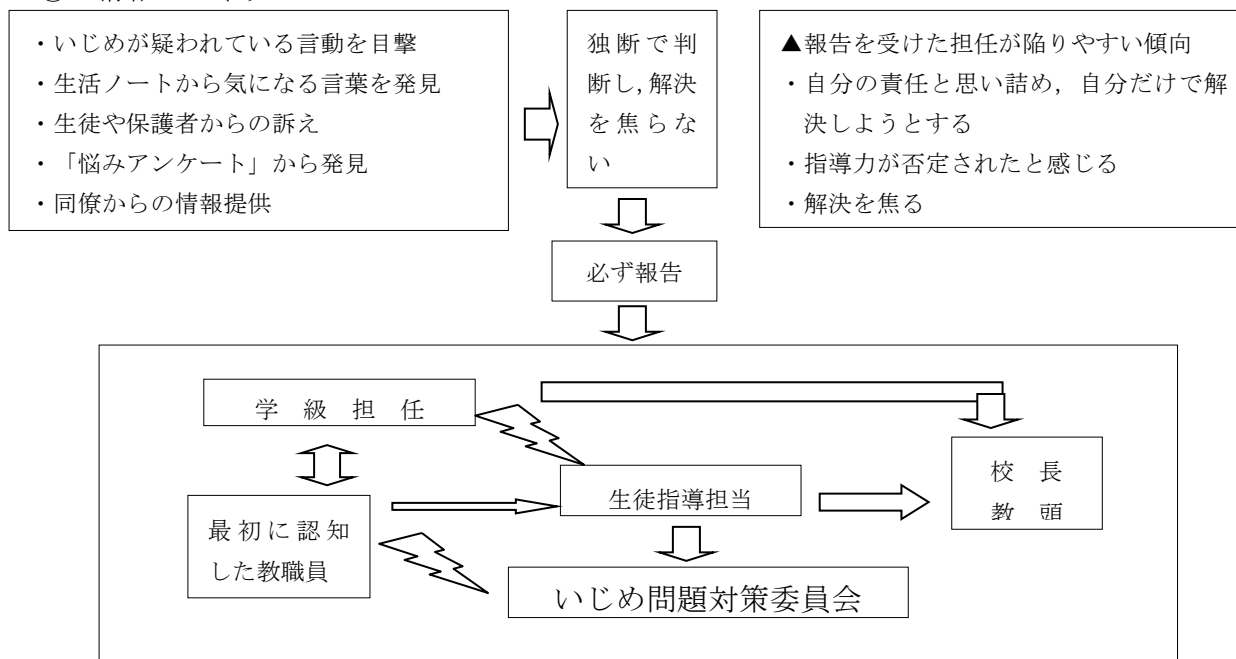 ・いじめが疑われている言動を目撃
・生活ノートから気になる言葉を発見
・生徒や保護者からの訴え
・「悩みアンケート」から発見
・同僚からの情報提供
独断で判
断し,解決
を焦らな
い
▲報告を受けた担任が陥りやすい傾向
・自分の責任と思い詰め，自分だけで解
決しようとする
・指導力が否定されたと感じる
・解決を焦る
必ず報告
学 級 担 任
校 長
教 頭
生徒指導担当
最初に認知
した教職員
いじめ問題対策委員会